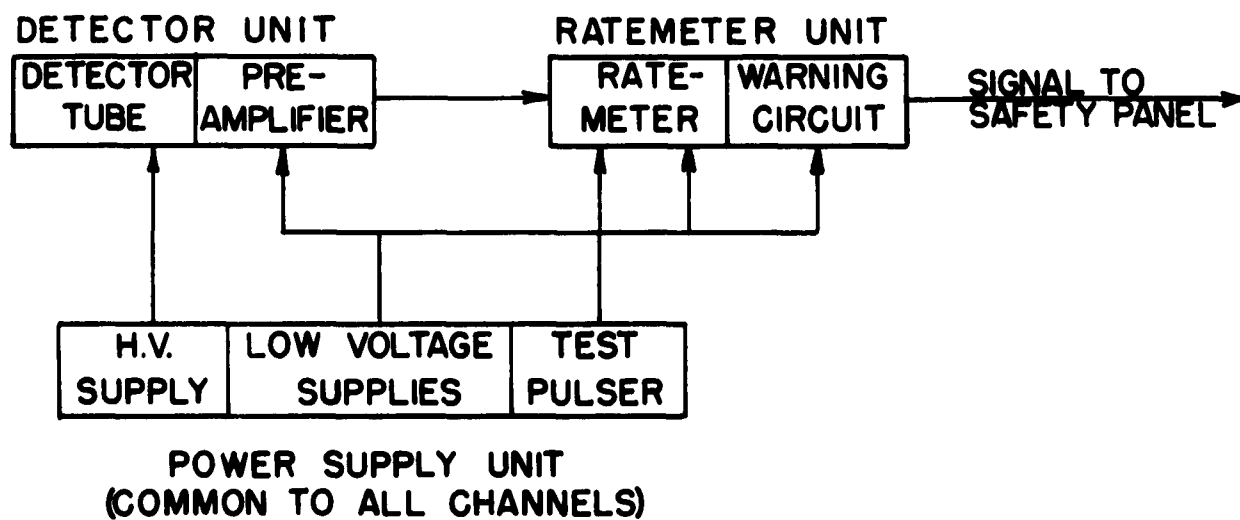 DETECTOR UNIT
DETECTOR TUBE
PRE-AMPLIFIER
RATEMETER UNIT
RATE-METER
WARNING CIRCUIT
SIGNAL TO
SAFETY PANEL
H.V. SUPPLY
LOW VOLTAGE SUPPLIES
TEST PULSER
POWER SUPPLY UNIT
(COMMON TO ALL CHANNELS)